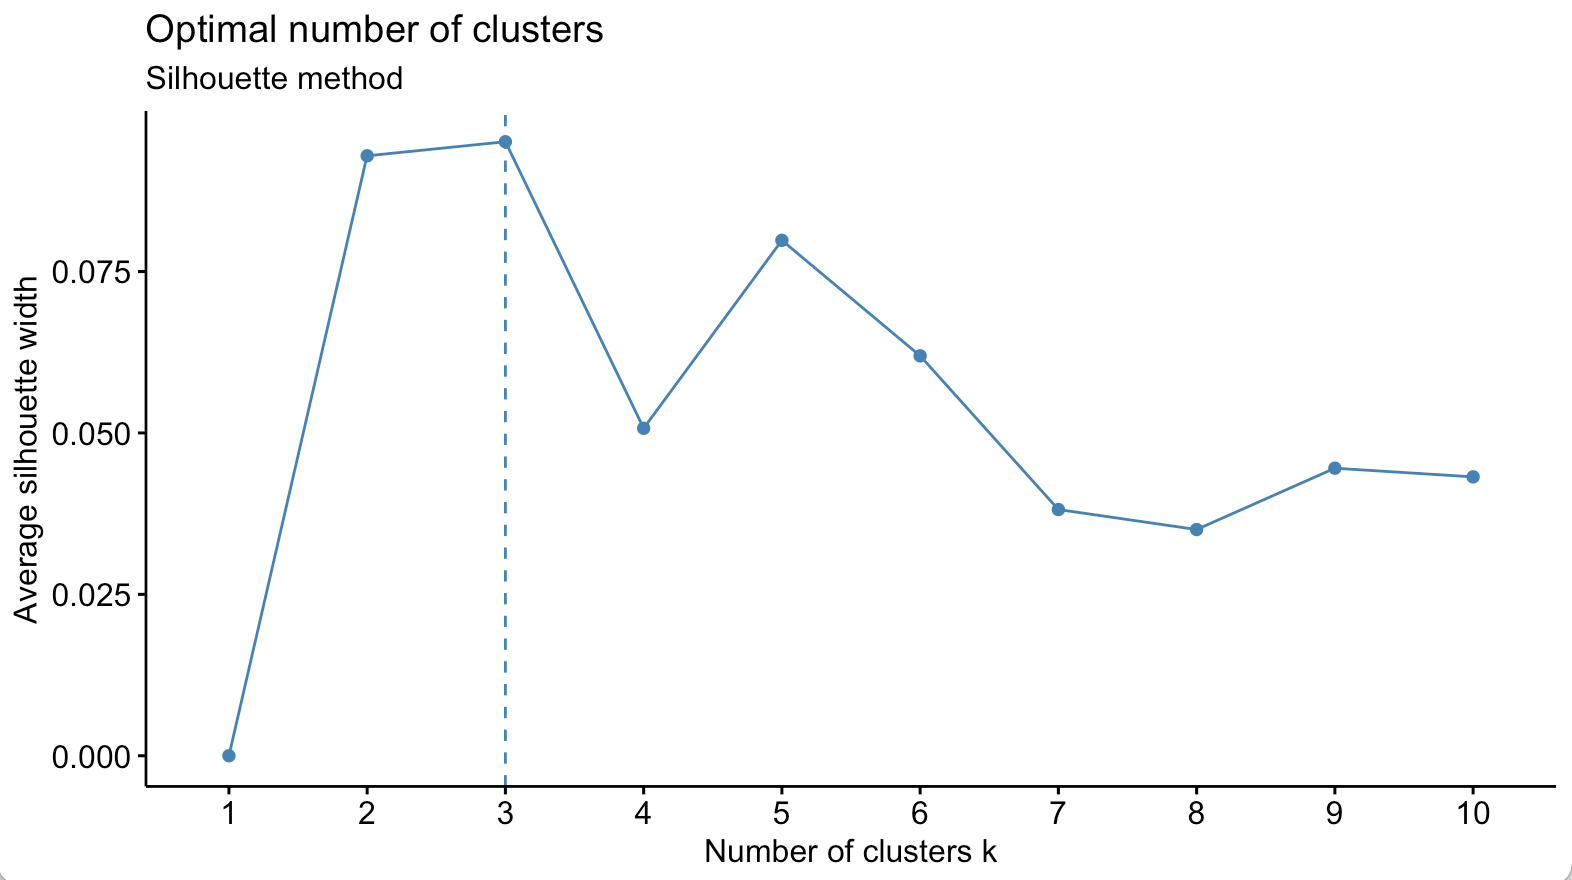 Optimal number of clusters
Silhouette method
Average silhouette width
0.075
0.050
0.025
0.000
1 2 3 4 5 6 7 8 9 10
Number of clusters k